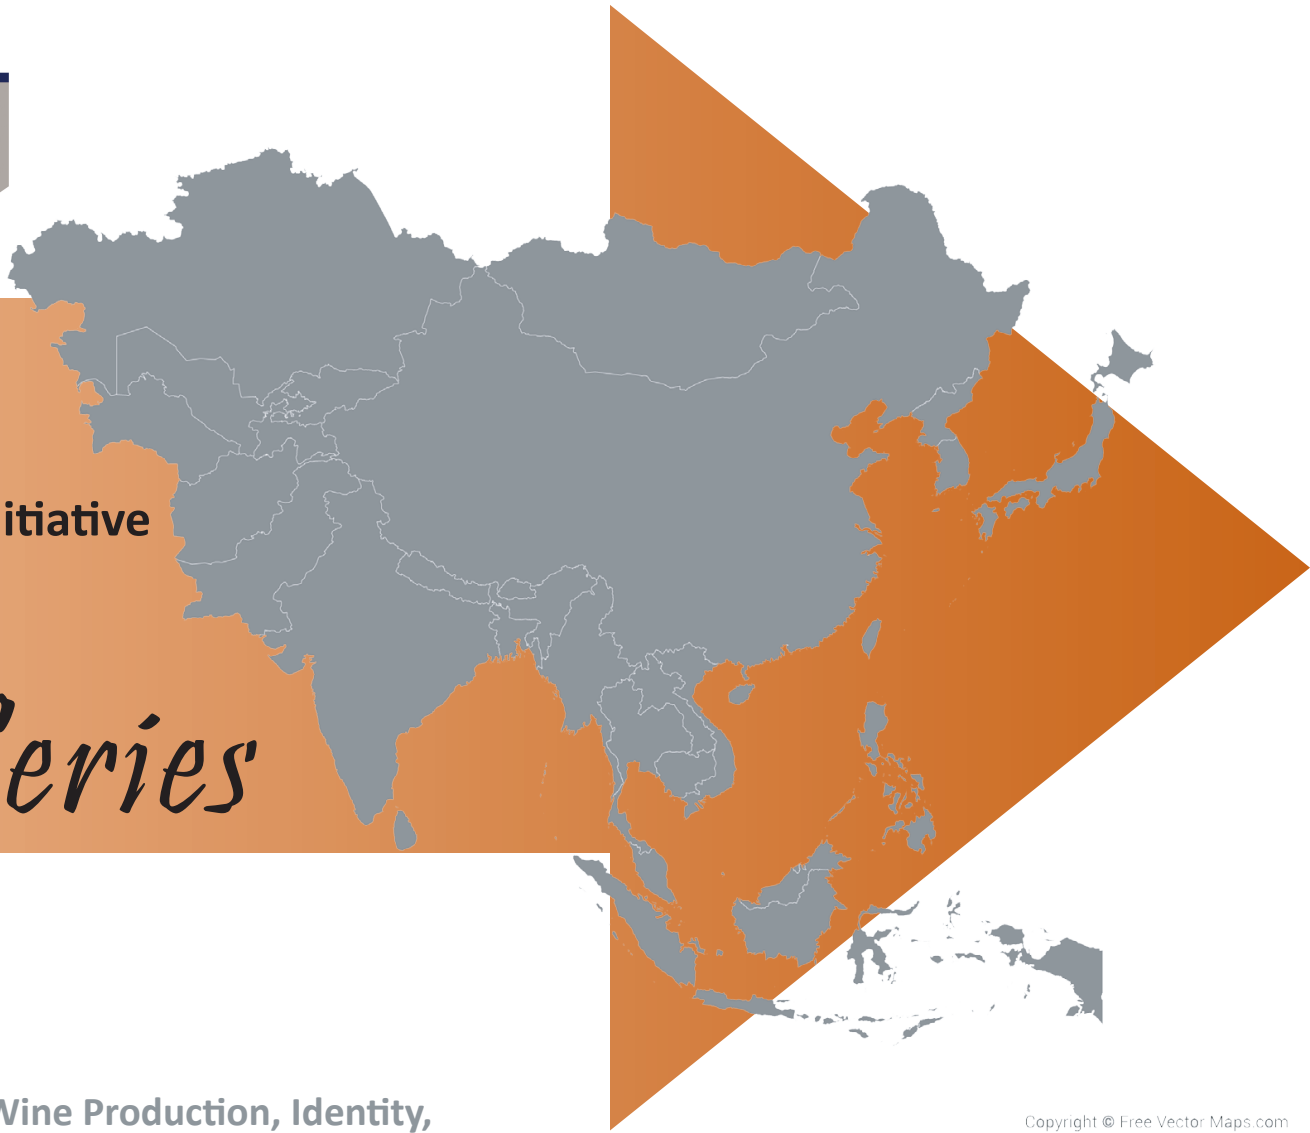 itiative
eries
Wine Production, Identity,
Copyright © Free Vector Maps.com